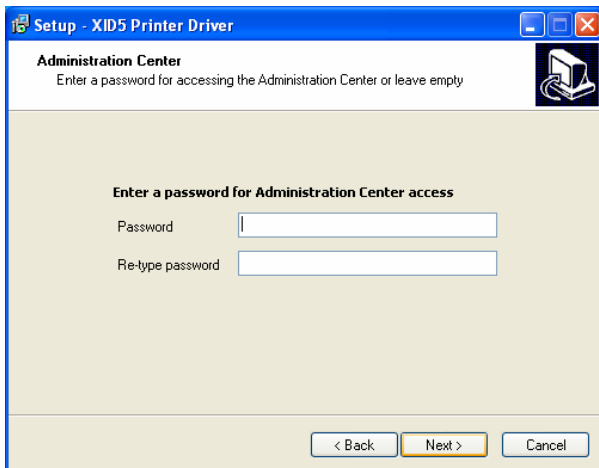 Setup - XID5 Printer Driver
Administration Center
Enter a password for accessing the Administration Center or leave empty
Enter a password for Administration Center access
Password
Re-type password
< Back Next > Cancel